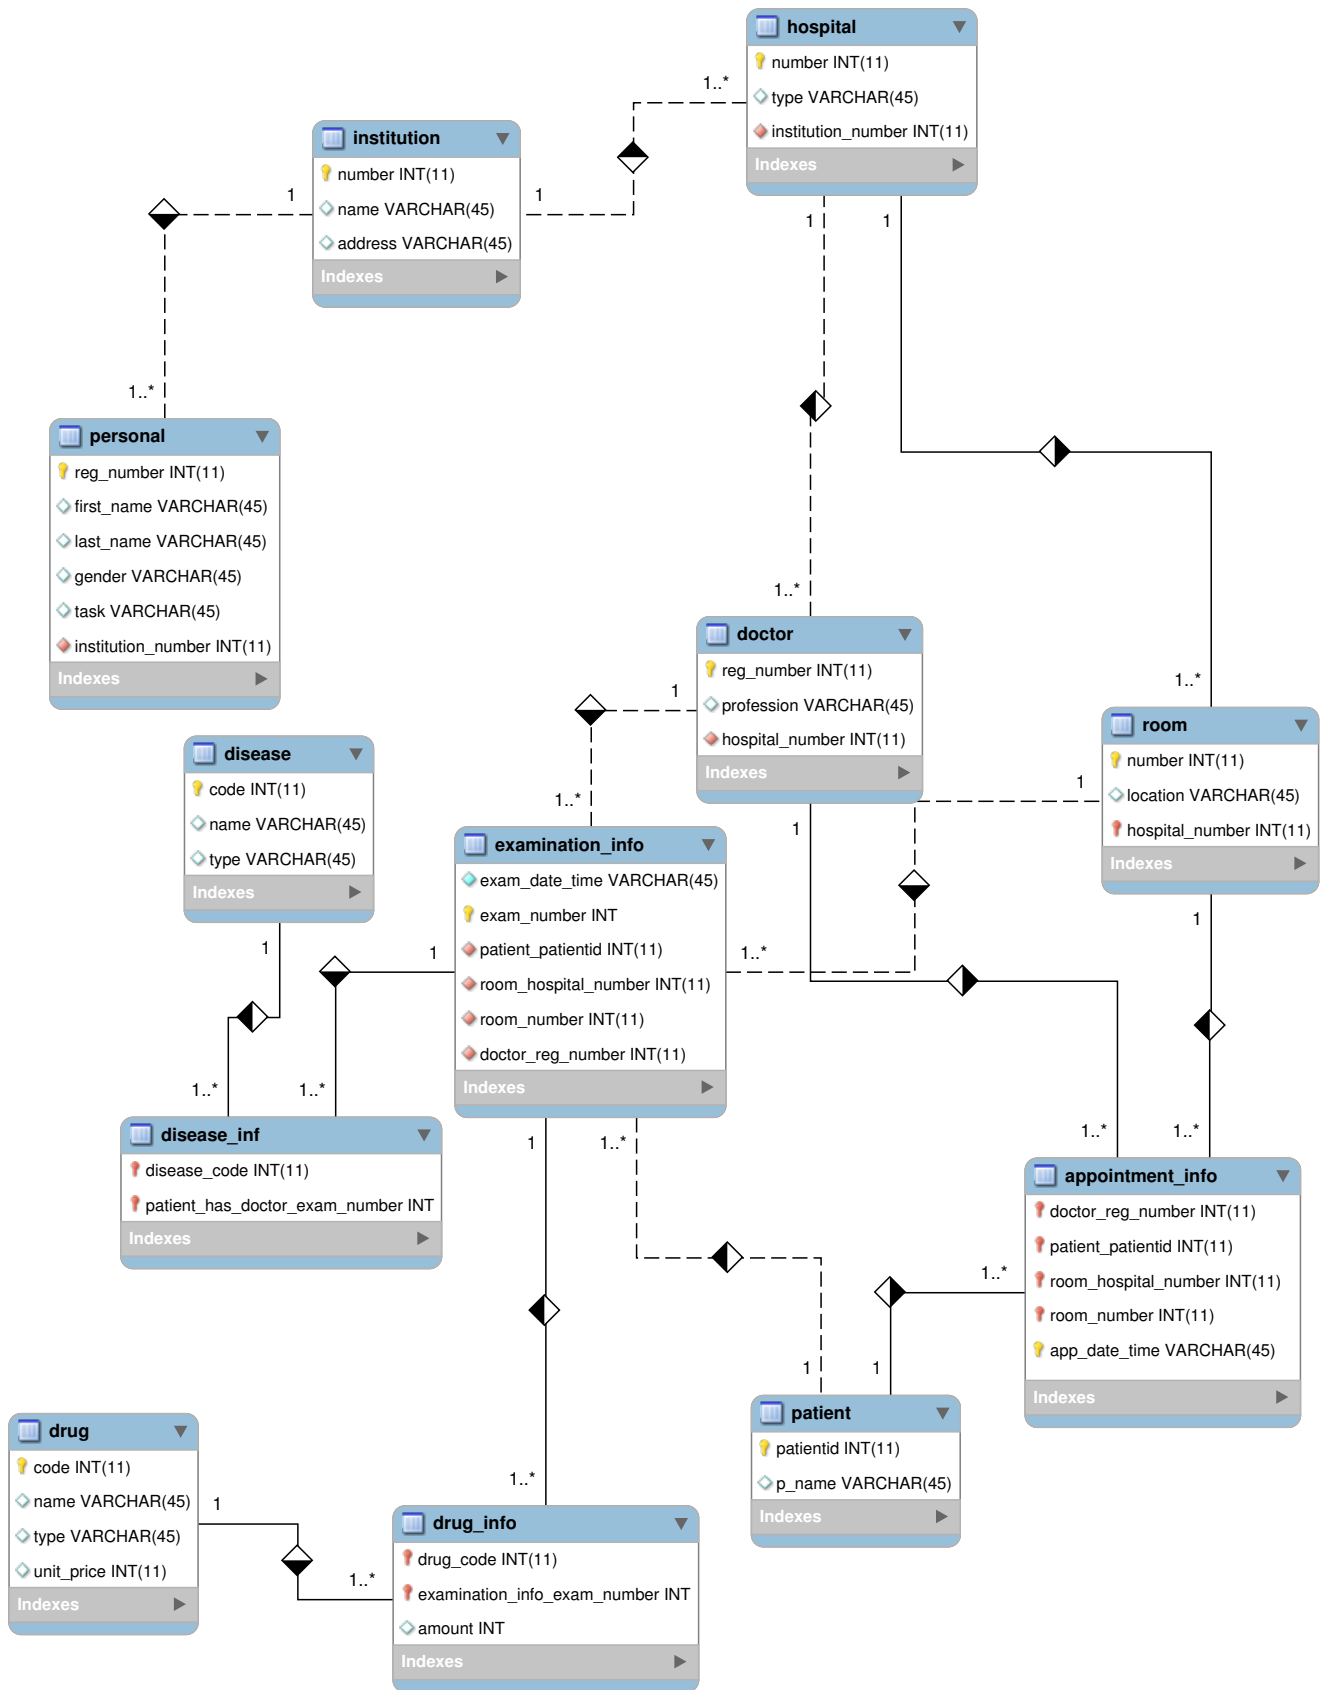 hospital
number INT(11)
type VARCHAR(45)
institution_number INT(11)
Indexes
1..*
institution
number INT(11)
name VARCHAR(45)
address VARCHAR(45)
Indexes
1
1
1
1
1..*
personal
reg_number INT(11)
first_name VARCHAR(45)
last_name VARCHAR(45)
gender VARCHAR(45)
task VARCHAR(45)
institution_number INT(11)
Indexes
1..*
doctor
reg_number INT(11)
profession VARCHAR(45)
hospital_number INT(11)
Indexes
1
1
1..*
room
number INT(11)
location VARCHAR(45)
hospital_number INT(11)
Indexes
1
1
disease
code INT(11)
name VARCHAR(45)
type VARCHAR(45)
Indexes
1
1..*
examination_info
exam_date_time VARCHAR(45)
exam_number INT
patient_patientid INT(11)
room_hospital_number INT(11)
room_number INT(11)
doctor_reg_number INT(11)
Indexes
1
1..*
1
1..*
1..*
1..*
disease_inf
disease_code INT(11)
patient_has_doctor_exam_number INT
Indexes
1..*
1..*
appointment_info
doctor_reg_number INT(11)
patient_patientid INT(11)
room_hospital_number INT(11)
room_number INT(11)
app_date_time VARCHAR(45)
Indexes
1..*
1
1
patient
patientid INT(11)
p_name VARCHAR(45)
Indexes
drug
code INT(11)
name VARCHAR(45)
type VARCHAR(45)
unit_price INT(11)
Indexes
1
1..*
1..*
drug_info
drug_code INT(11)
examination_info_exam_number INT
amount INT
Indexes